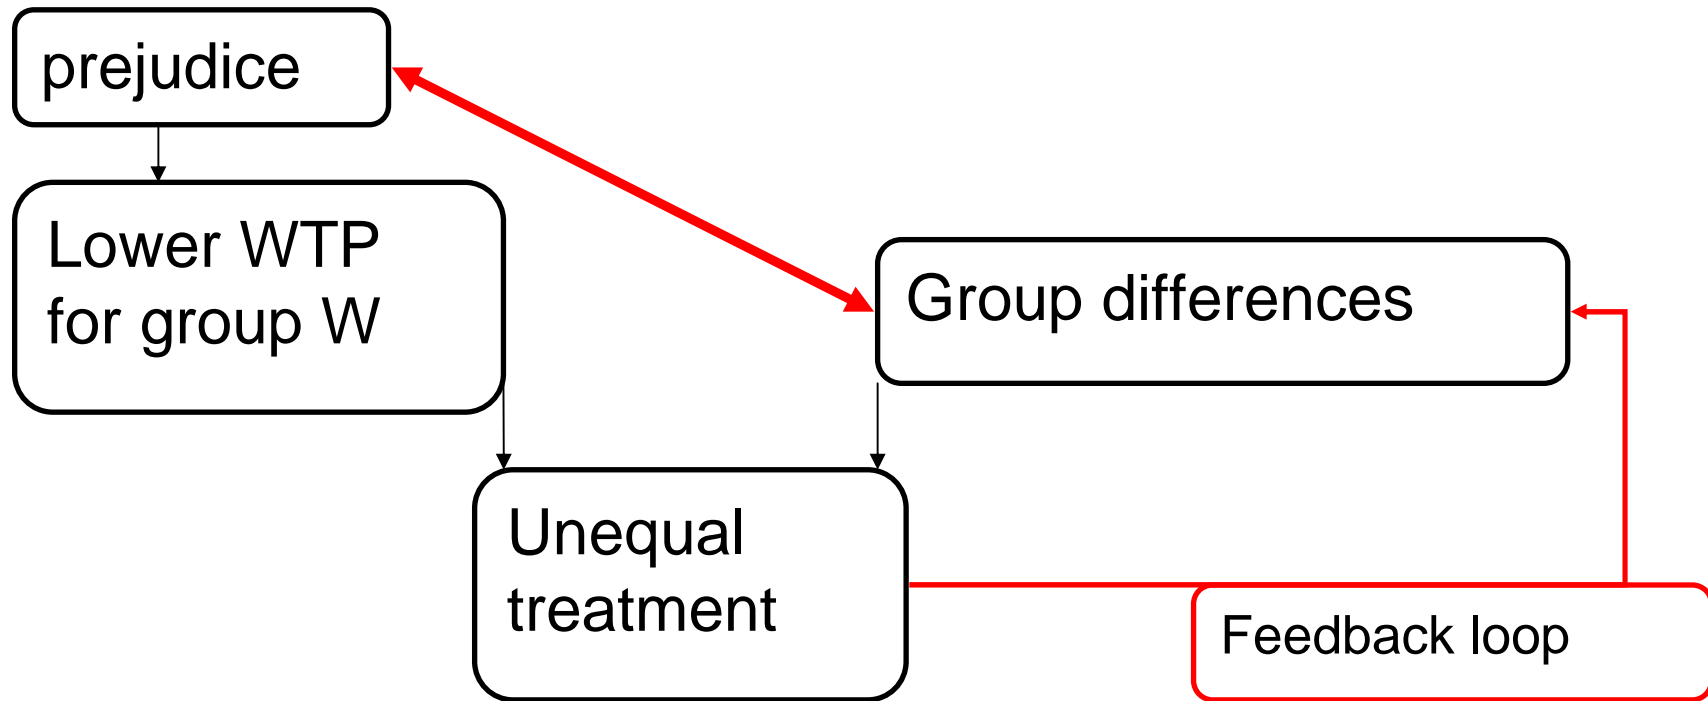 prejudice
Lower WTP
for group W
Group differences
Unequal
treatment
Feedback loop